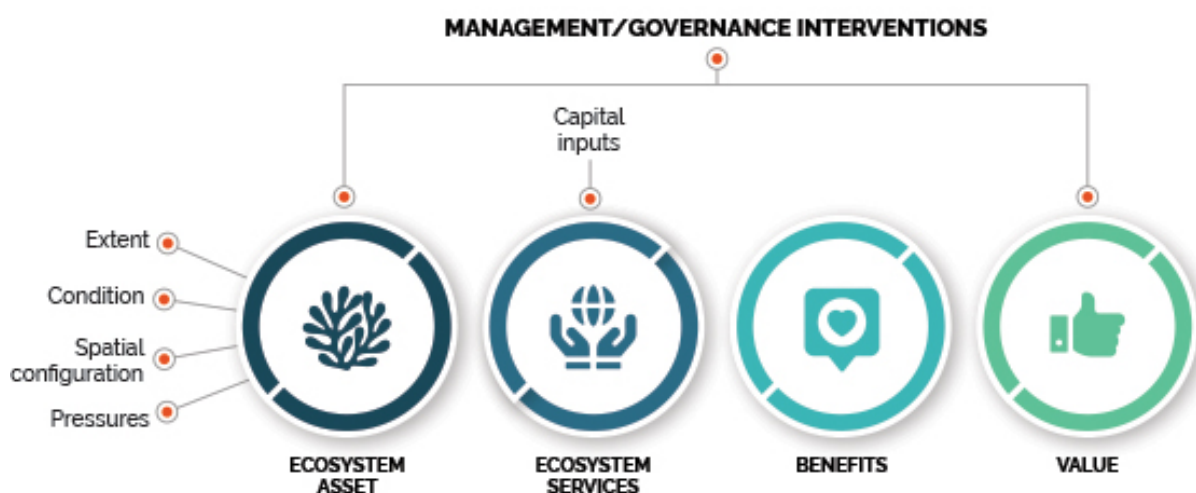 MANAGEMENT/GOVERNANCE INTERVENTIONS
Capital
inputs
Extent
Condition
Spatial
configuration
Pressures
ECOSYSTEM
ASSET
ECOSYSTEM
SERVICES
BENEFITS
VALUE